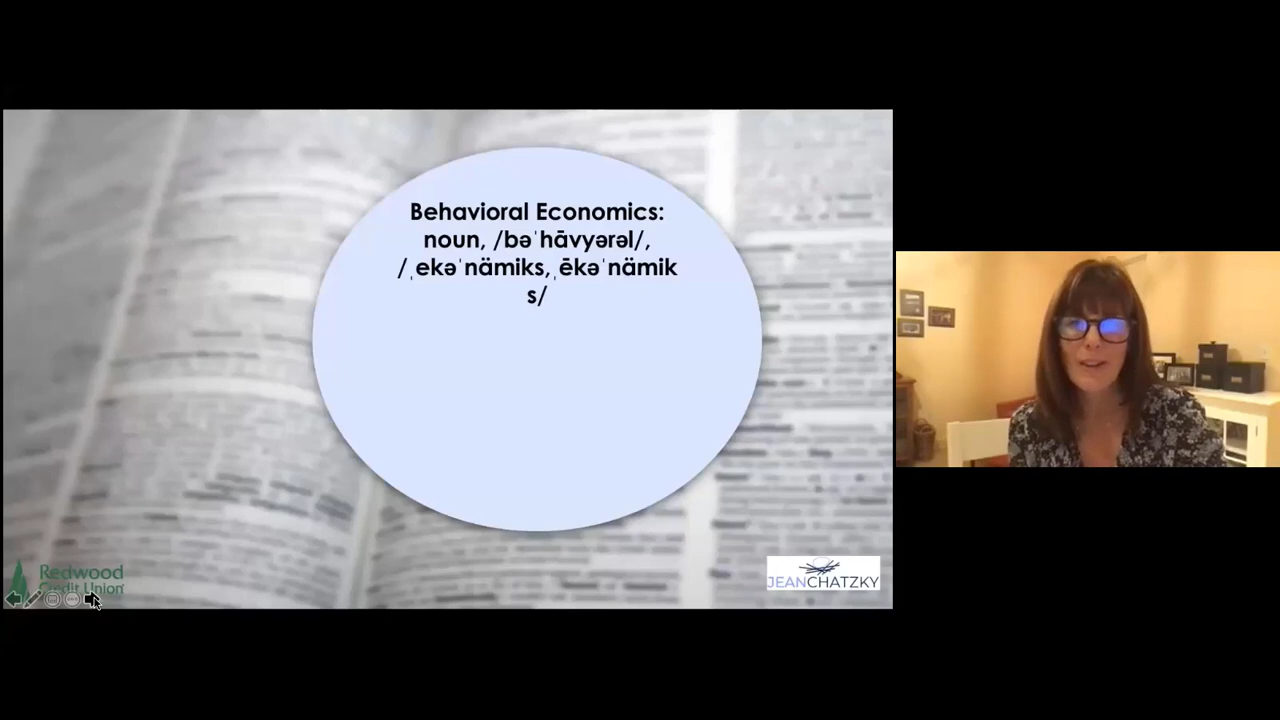 Behavioral Economics:
noun, /bəˈhāvyərəl/,
/ˌekəˈnämiks,ˌēkəˈnämik
s/
Redwood
Credit Union
JEANCHATZKY